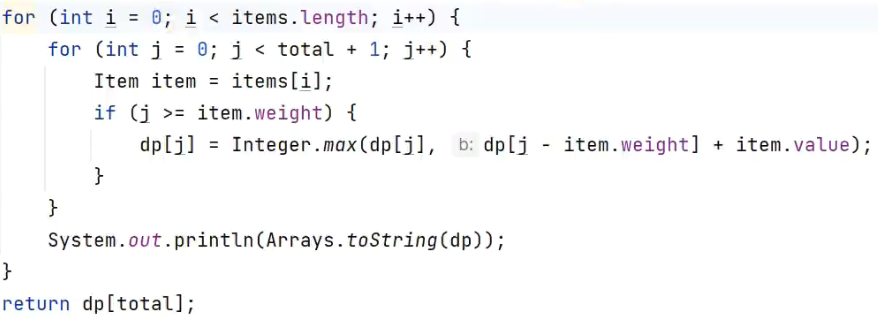 for (int i = 0; i < items.length; i++) {
    for (int j = 0; j < total + 1; j++) {
        Item item = items[i];
        if (j >= item.weight) {
            dp[j] = Integer.max(dp[j], b: dp[j - item.weight] + item.value);
        }
    }
    System.out.println(Arrays.toString(dp));
}
return dp[total];